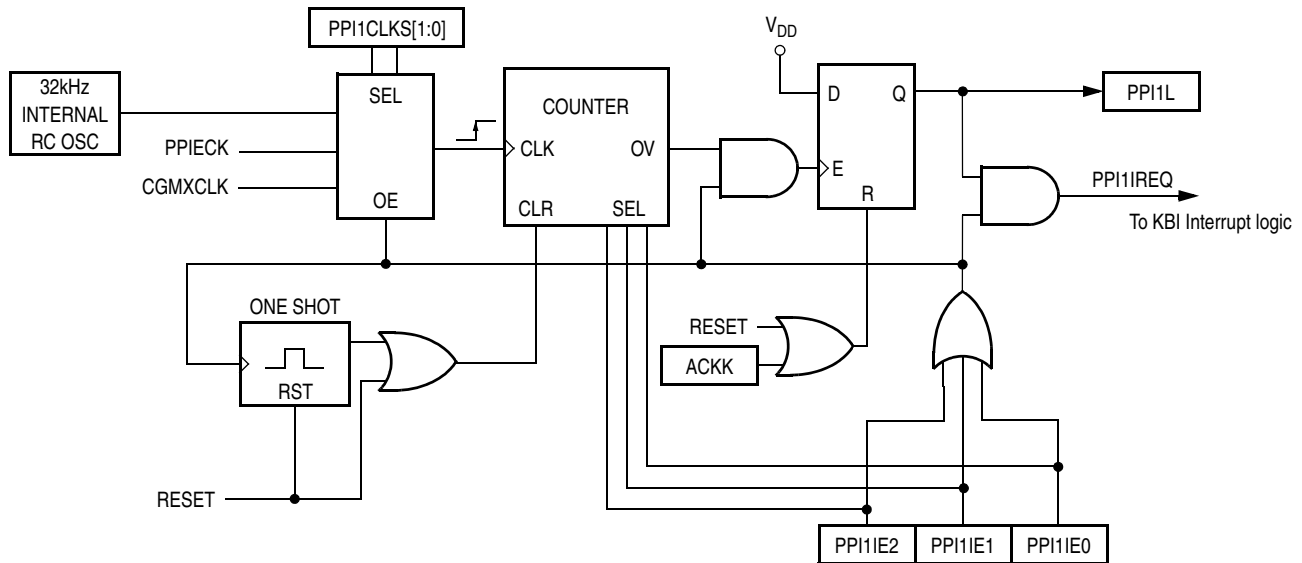 PPI1CLKS[1:0]
VDD
32kHz
INTERNAL
RC OSC
SEL
COUNTER
D
Q
PPI1L
PPIECK
CLK
OV
E
CGMXCLK
PPI1IREQ
OE
CLR
SEL
R
To KBI Interrupt logic
ONE SHOT
RESET
ACKK
RST
RESET
PPI1IE2
PPI1IE1
PPI1IE0